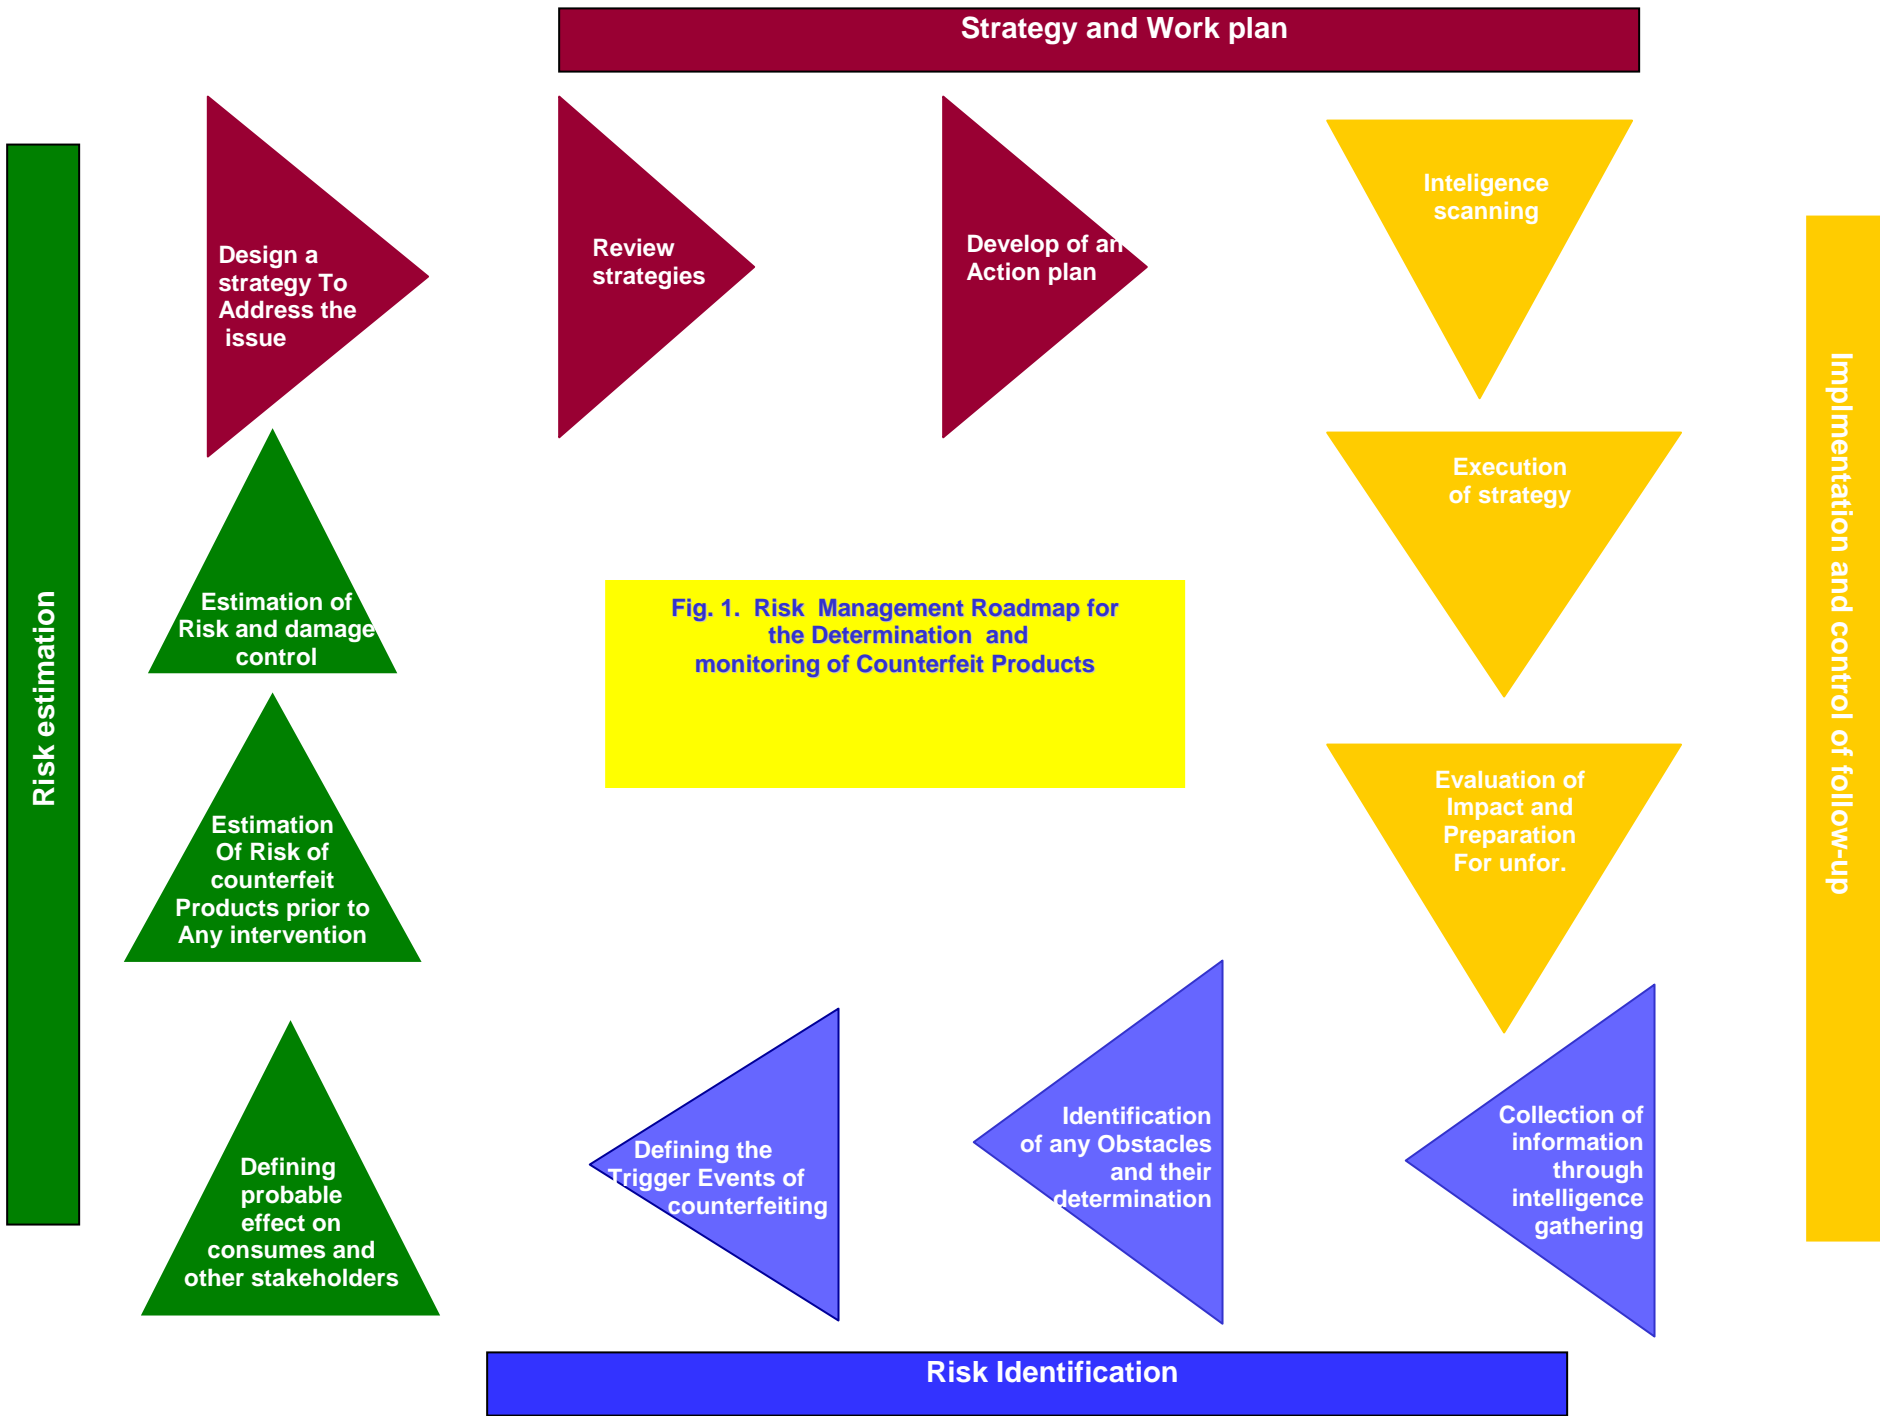 Strategy and Work plan
Design a
strategy To
Address the
issue
Review
strategies
Develop of an
Action plan
Inteligence
scanning
Implmentation and control of follow-up
Execution
of strategy
Risk estimation
Estimation of
Risk and damage
control
Fig. 1. Risk Management Roadmap for
the Determination and
monitoring of Counterfeit Products
Evaluation of
Impact and
Preparation
For unfor.
Estimation
Of Risk of
counterfeit
Products prior to
Any intervention
Defining
probable
effect on
consumes and
other stakeholders
Defining the
Trigger Events of
counterfeiting
Identification
of any Obstacles
and their
determination
Collection of
information
through
intelligence
gathering
Risk Identification